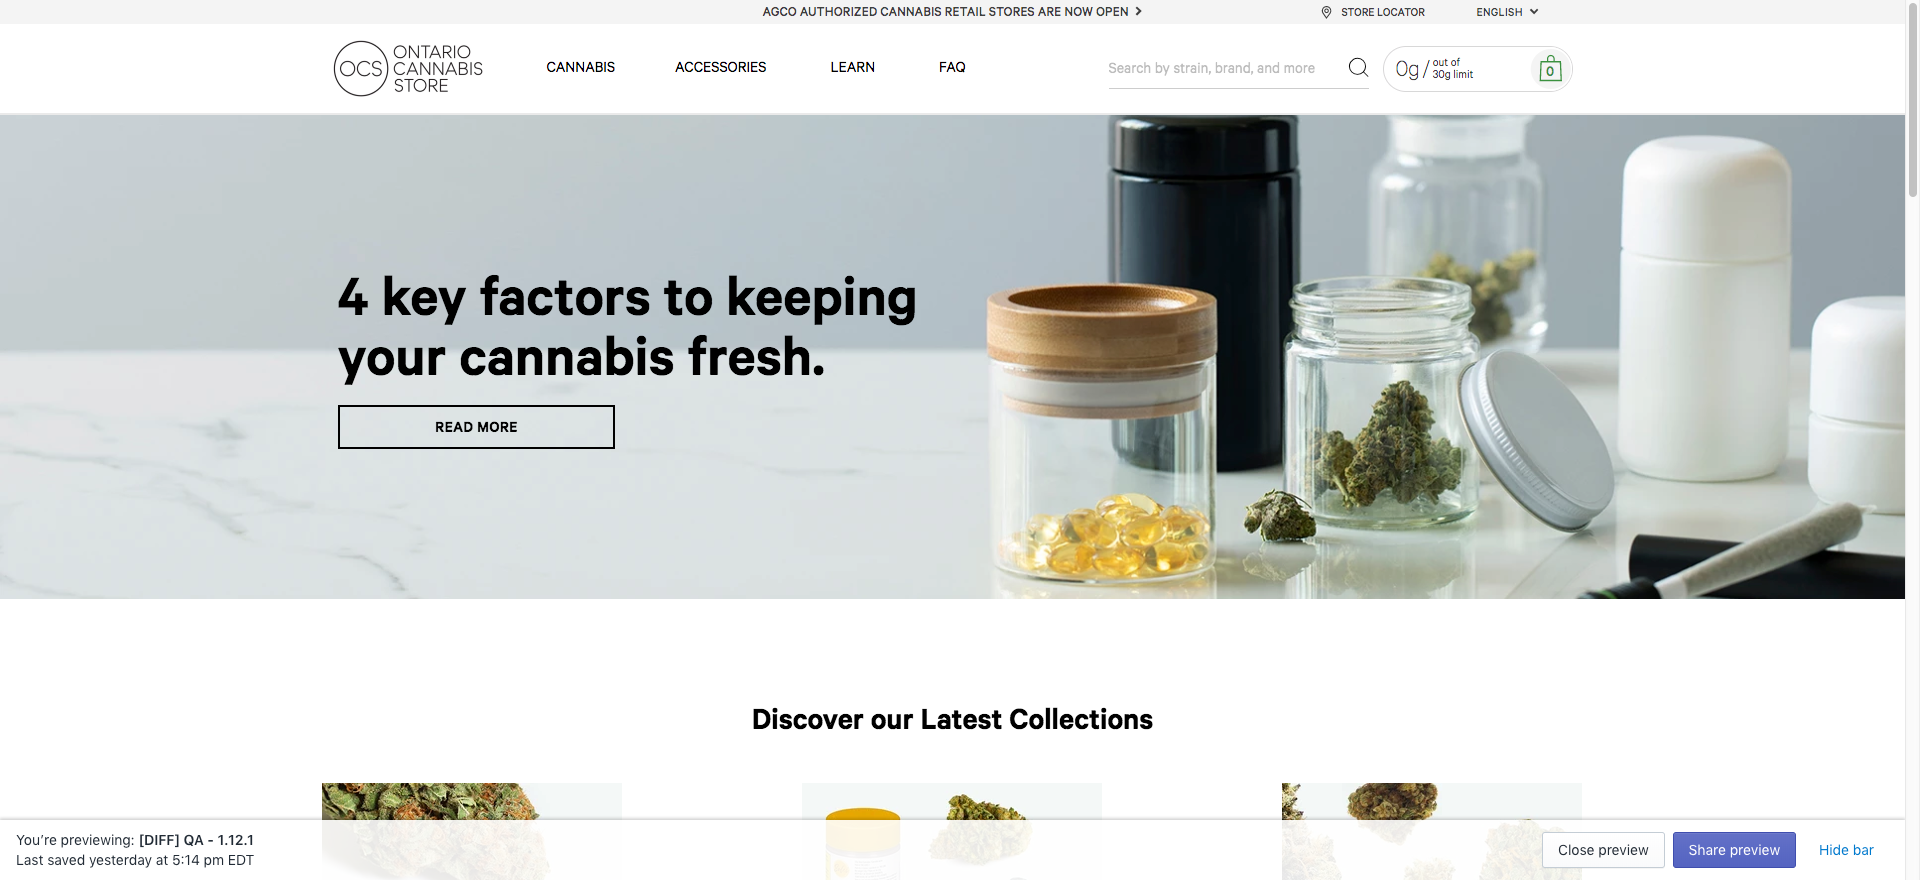 AGCO AUTHORIZED CANNABIS RETAIL STORES ARE NOW OPEN
STORE LOCATOR
ENGLISH
OCS
ONTARIO
CANNABIS
STORE
CANNABIS
ACCESSORIES
LEARN
FAQ
Search by strain, brand, and more
0g / out of
30g limit
0
4 key factors to keeping
your cannabis fresh.
READ MORE
Discover our Latest Collections
You're previewing: [DIFF] QA - 1.12.1
Last saved yesterday at 5:14 pm EDT
Close preview
Share preview
Hide bar